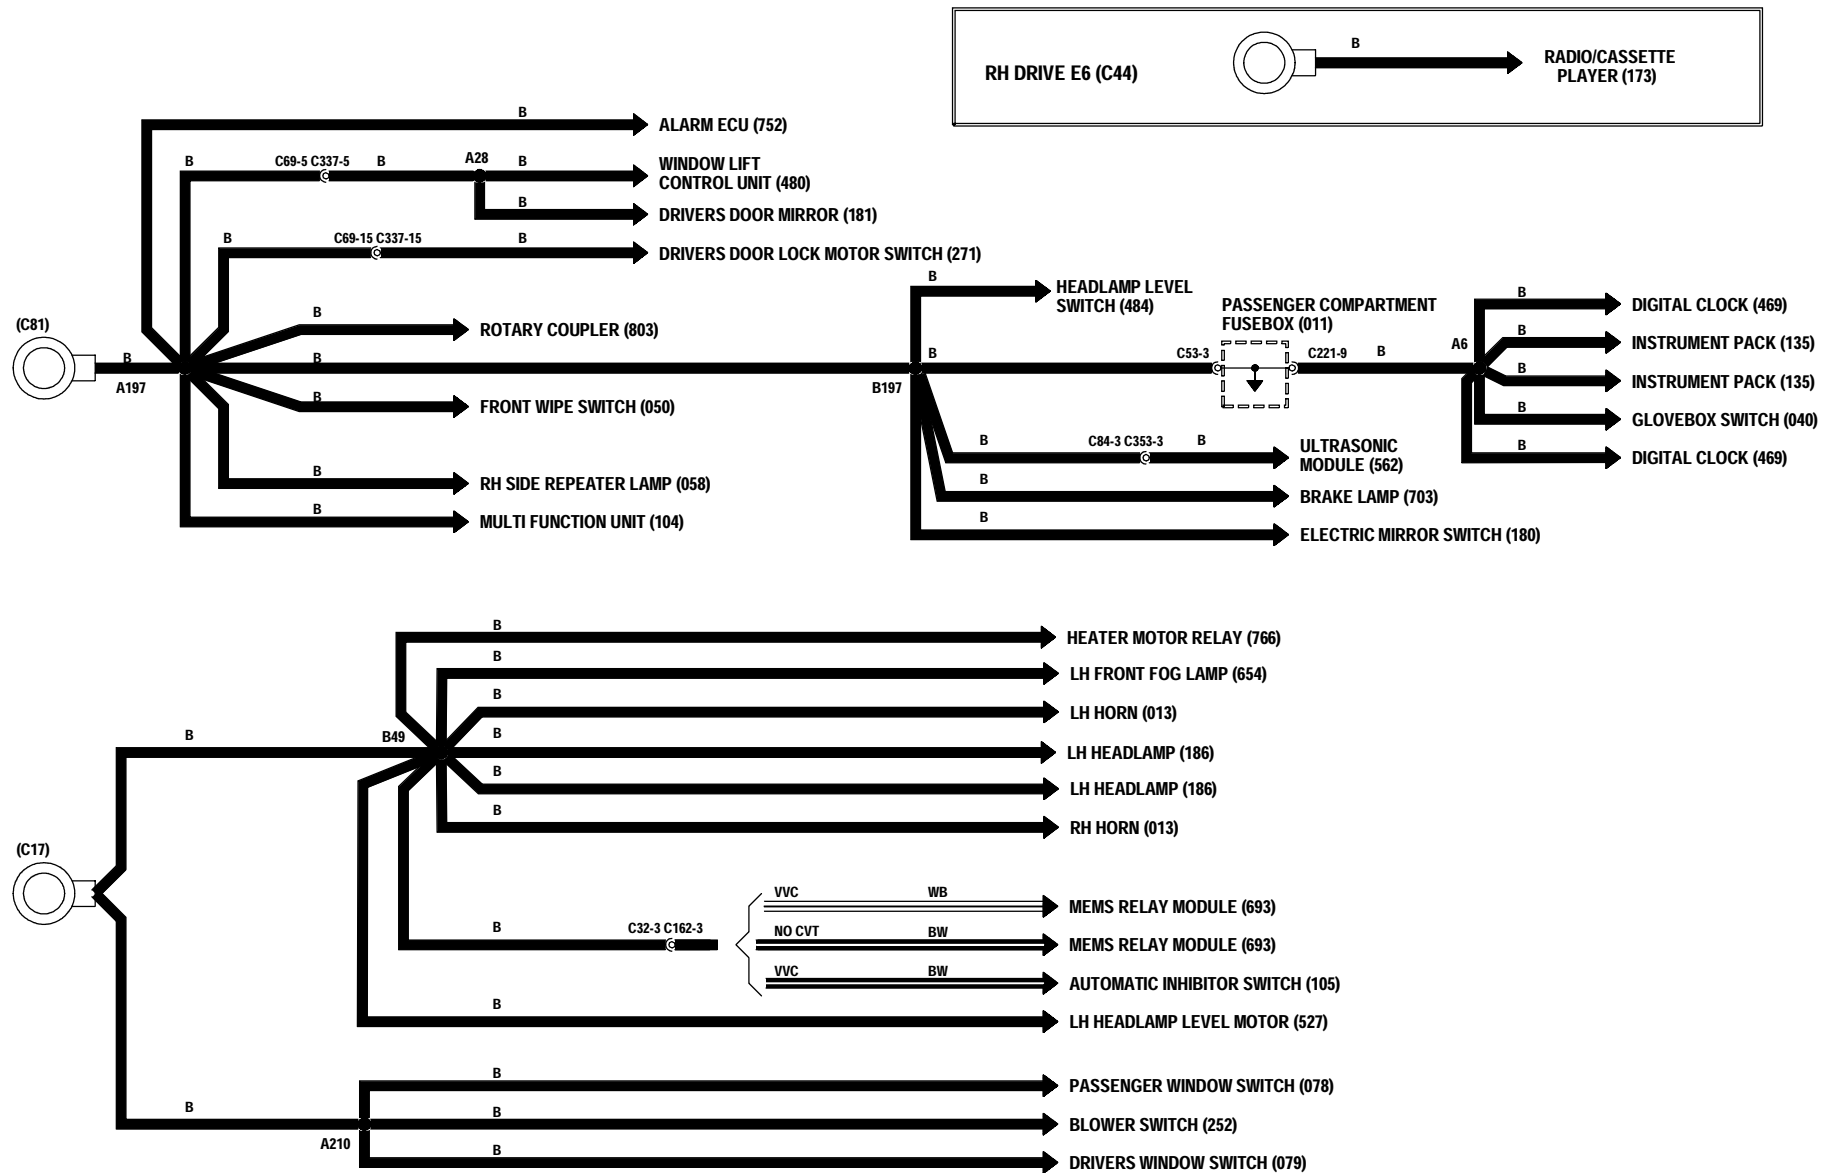 RH DRIVE E6 (C44)
B
RADIO/CASSETTE
PLAYER (173)
B
ALARM ECU (752)
B
C69-5 C337-5
B
A28
B
WINDOW LIFT
CONTROL UNIT (480)
B
DRIVERS DOOR MIRROR (181)
B
C69-15 C337-15
B
DRIVERS DOOR LOCK MOTOR SWITCH (271)
B
HEADLAMP LEVEL
SWITCH (484)
PASSENGER COMPARTMENT
FUSEBOX (011)
B
DIGITAL CLOCK (469)
(C81)
B
ROTARY COUPLER (803)
A6
B
INSTRUMENT PACK (135)
B
A197
B
B197
B
C53-3
C221-9
B
B
INSTRUMENT PACK (135)
B
FRONT WIPE SWITCH (050)
B
GLOVEBOX SWITCH (040)
B
C84-3 C353-3
B
ULTRASONIC
MODULE (562)
B
DIGITAL CLOCK (469)
B
RH SIDE REPEATER LAMP (058)
B
BRAKE LAMP (703)
B
MULTI FUNCTION UNIT (104)
B
ELECTRIC MIRROR SWITCH (180)
B
HEATER MOTOR RELAY (766)
B
LH FRONT FOG LAMP (654)
B
LH HORN (013)
B
B49
B
LH HEADLAMP (186)
B
LH HEADLAMP (186)
B
RH HORN (013)
(C17)
VVC
WB
MEMS RELAY MODULE (693)
B
C32-3 C162-3
NO CVT
BW
MEMS RELAY MODULE (693)
VVC
BW
AUTOMATIC INHIBITOR SWITCH (105)
B
LH HEADLAMP LEVEL MOTOR (527)
B
PASSENGER WINDOW SWITCH (078)
B
A210
B
BLOWER SWITCH (252)
B
DRIVERS WINDOW SWITCH (079)